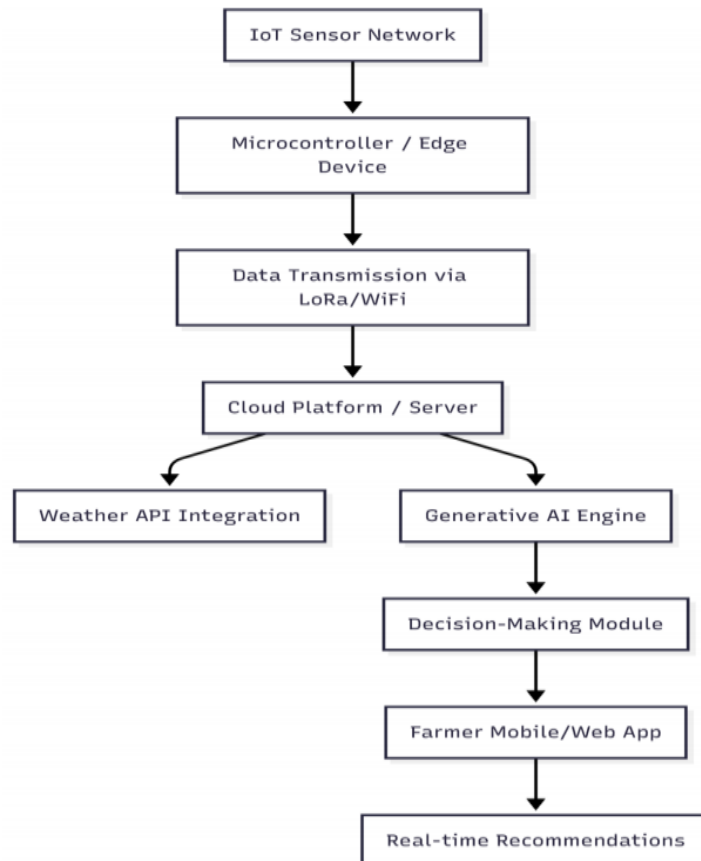 IoT Sensor Network
Microcontroller / Edge
Device
Data Transmission via
LoRa/WiFi
Cloud Platform / Server
Weather API Integration
Generative AI Engine
Decision-Making Module
Farmer Mobile/Web App
Real-time Recommendations